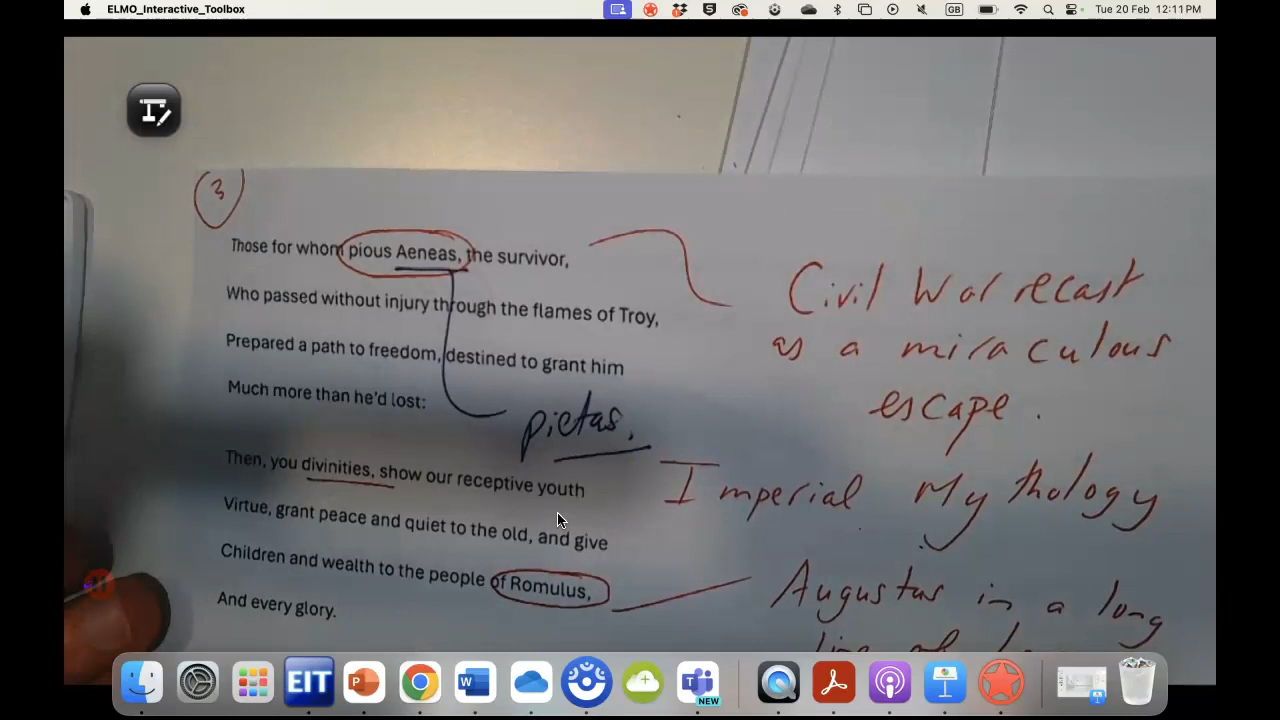 ELMO_Interactive_Toolbox
GB
Tue 20 Feb 12:11PM
3
Those for whom pious Aeneas, the survivor,
Who passed without injury through the flames of Troy,
Prepared a path to freedom, destined to grant him
Much more than he'd lost:
pietas.
Then, you divinities, show our receptive youth
Virtue, grant peace and quiet to the old, and give
Children and wealth to the people of Romulus,
And every glory.
Civil War recast
as a miraculous
escape.
Imperial Mythology
Augustus in a long
line of
EIT
NEW